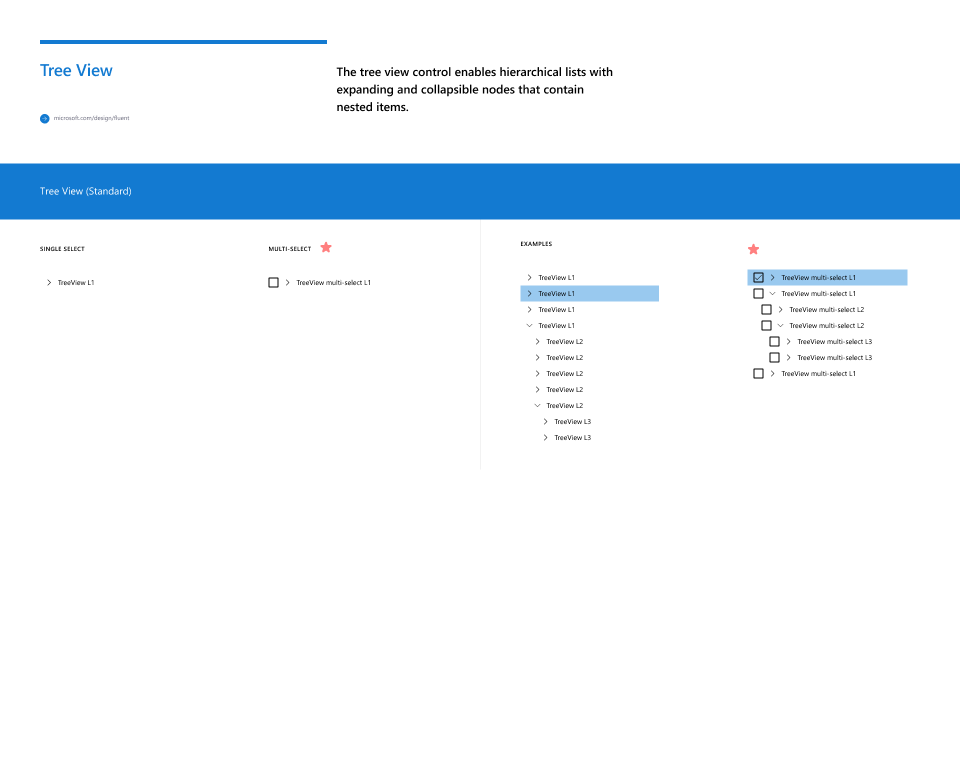 Tree View
The tree view control enables hierarchical lists with
expanding and collapsible nodes that contain
nested items.
microsoft.com/design/fluent
Tree View (Standard)
SINGLE SELECT
TreeView L1
MULTI-SELECT
TreeView multi-select L1
EXAMPLES
TreeView L1
TreeView L1
TreeView L1
TreeView L1
TreeView L2
TreeView L2
TreeView L2
TreeView L2
TreeView L2
TreeView L3
TreeView L3
TreeView multi-select L1
TreeView multi-select L1
TreeView multi-select L2
TreeView multi-select L2
TreeView multi-select L3
TreeView multi-select L3
TreeView multi-select L1